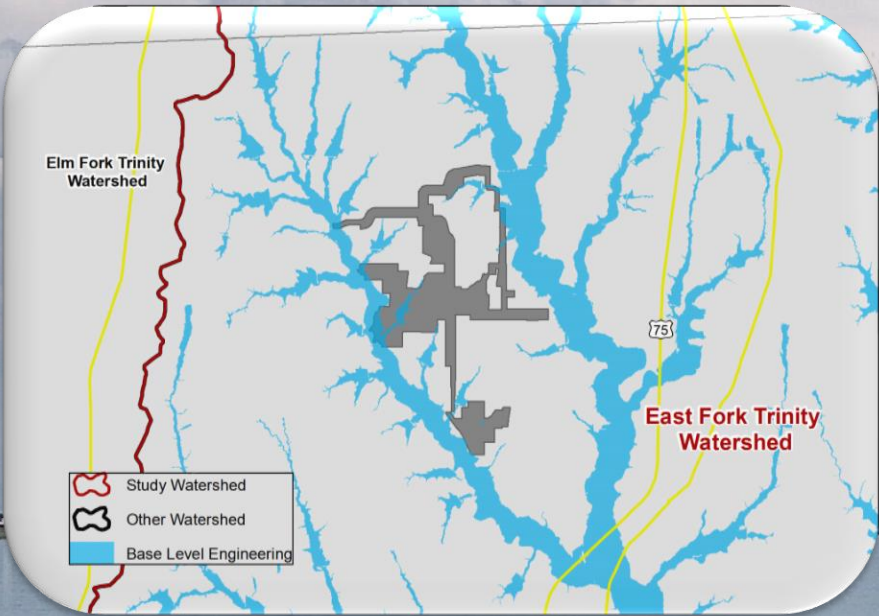 Elm Fork Trinity
Watershed
75
East Fork Trinity
Watershed
Study Watershed
Other Watershed
Base Level Engineering